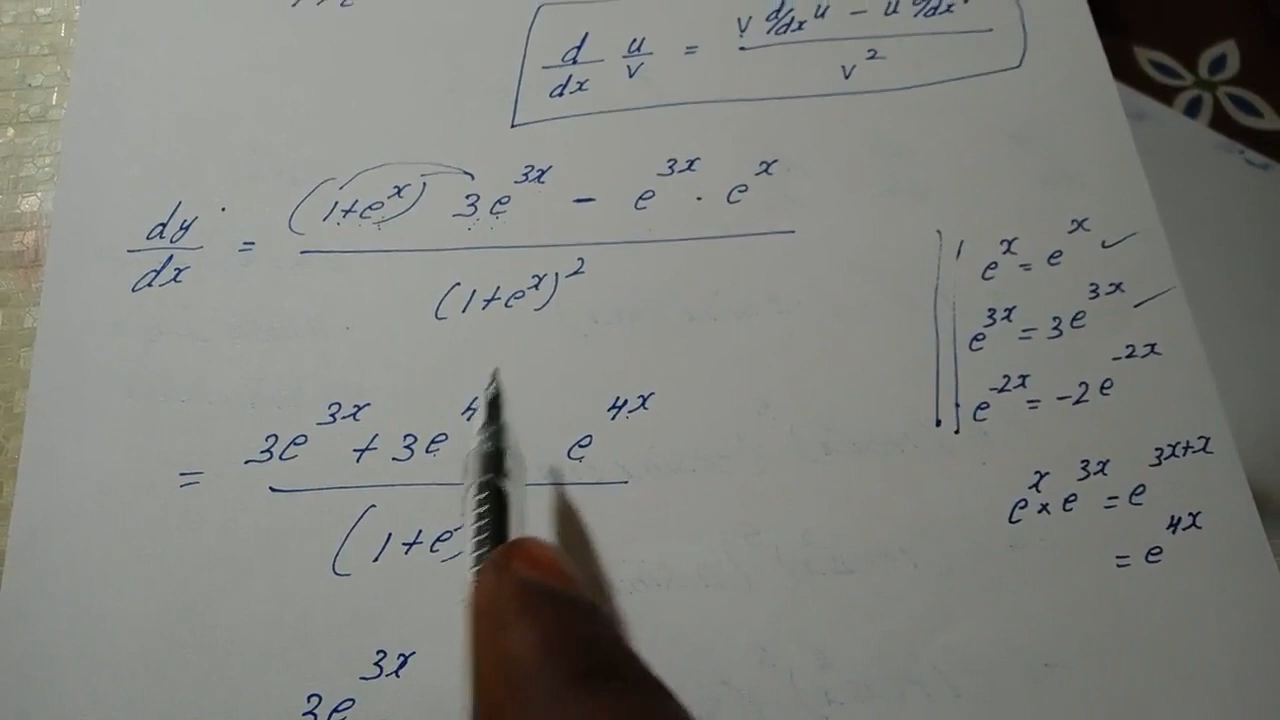 d/dx u/v = (v d/dx u - u d/dx) / v²
dy/dx = ((1+e^x) 3e^3x - e^3x · e^x) / (1+e^x)²
= (3e^3x + 3e^4 e^4x) / (1+e
3e^3x
e^x = e^x ✓
e^3x = 3e^3x
e^-2x = -2e^-2x
e^x × e^3x = e^3x+x
= e^4x